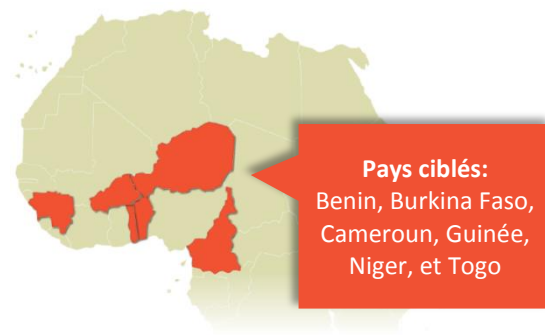 Pays ciblés:
Benin, Burkina Faso,
Cameroun, Guinée,
Niger, et Togo